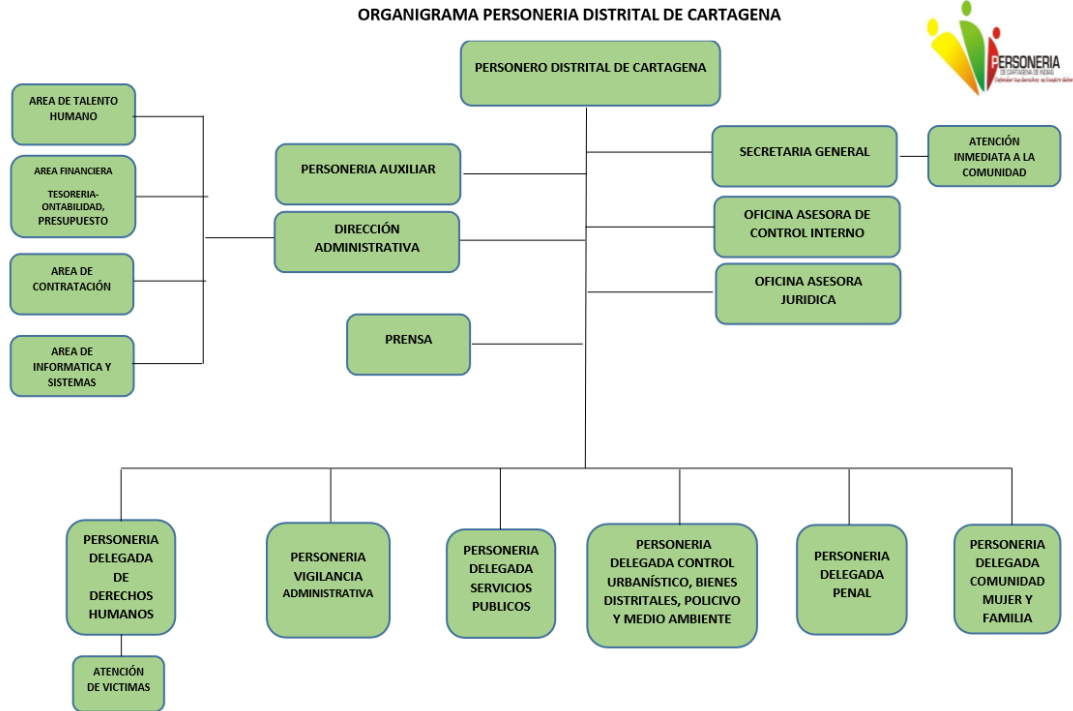 ORGANIGRAMA PERSONERIA DISTRITAL DE CARTAGENA
PERSONERIA
DE CARTAGENA DE INDIAS
PERSONERO DISTRITAL DE CARTAGENA
AREA DE TALENTO
HUMANO
AREA FINANCIERA
TESORERIA-
ONTABILIDAD,
PRESUPUESTO
AREA DE
CONTRATACIÓN
AREA DE
INFORMATICA Y
SISTEMAS
PERSONERIA AUXILIAR
DIRECCIÓN
ADMINISTRATIVA
PRENSA
SECRETARIA GENERAL
ATENCIÓN
INMEDIATA A LA
COMUNIDAD
OFICINA ASESORA DE
CONTROL INTERNO
OFICINA ASESORA
JURIDICA
PERSONERIA
DELEGADA
DE
DERECHOS
HUMANOS
ATENCIÓN
DE VICTIMAS
PERSONERIA
VIGILANCIA
ADMINISTRATIVA
PERSONERIA
DELEGADA
SERVICIOS
PUBLICOS
PERSONERIA
DELEGADA CONTROL
URBANÍSTICO, BIENES
DISTRITALES, POLICIVO
Y MEDIO AMBIENTE
PERSONERIA
DELEGADA
PENAL
PERSONERIA
DELEGADA
COMUNIDAD
MUJER Y
FAMILIA